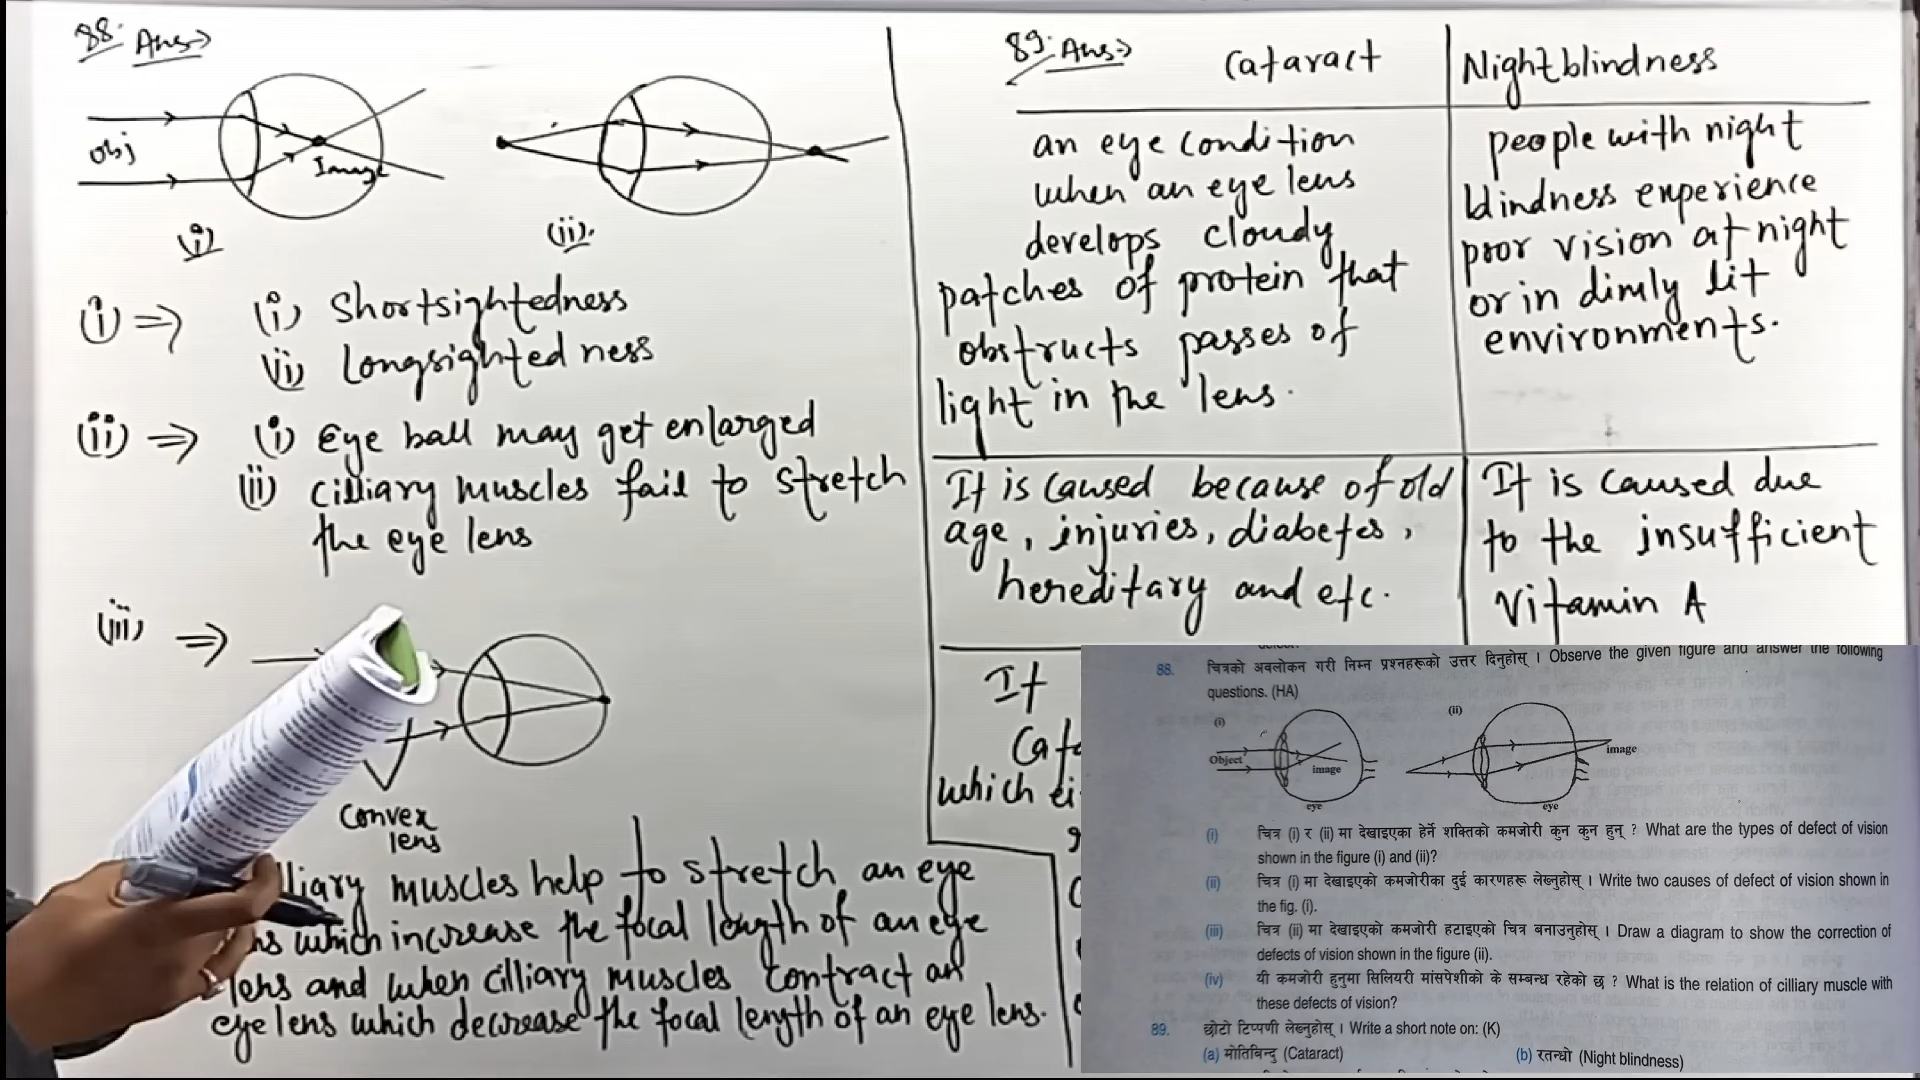 88. Ans→
Obj
Image
(i)
(ii).
(i) ⇒ (i) Shortsightedness
(ii) Longsightedness
(ii) ⇒ (i) Eye ball may get enlarged
(ii) cilliary muscles fail to stretch
the eye lens
(iii) ⇒
Convex
lens
muscles help to stretch an eye
which increase the focal length of an eye
lens and when cilliary muscles contract an
eye lens which decrease the focal length of an eye lens.
89. Ans:→ Cataract
an eye condition
when an eye lens
develops cloudy
patches of protein that
obstructs passes of
light in the lens.
It is caused because of old
age, injuries, diabetes,
hereditary and etc.
It
which
Nightblindness
people with night
blindness experience
poor vision at night
or in dimly lit
environments.
It is caused due
to the insufficient
Vitamin A
88. चित्रको अवलोकन गरी निम्न प्रश्नहरूको उत्तर दिनुहोस् । Observe the given figure and answer the following
questions. (HA)
(i)
Object
image
eye
(ii)
image
eye
(i) चित्र (i) र (ii) मा देखाइएका हेर्ने शक्तिको कमजोरी कुन कुन हुन् ? What are the types of defect of vision
shown in the figure (i) and (ii)?
(ii) चित्र (i) मा देखाइएको कमजोरीका दुई कारणहरू लेख्नुहोस् । Write two causes of defect of vision shown in
the fig. (i).
(iii) चित्र (ii) मा देखाइएको कमजोरी हटाइएको चित्र बनाउनुहोस् । Draw a diagram to show the correction of
defects of vision shown in the figure (ii).
(iv) यी कमजोरी हुनुमा सिलियरी मांसपेशीको के सम्बन्ध रहेको छ ? What is the relation of cilliary muscle with
these defects of vision?
89. छोटो टिप्पणी लेख्नुहोस् । Write a short note on: (K)
(a) मोतिबिन्दु (Cataract) (b) रतन्धो (Night blindness)